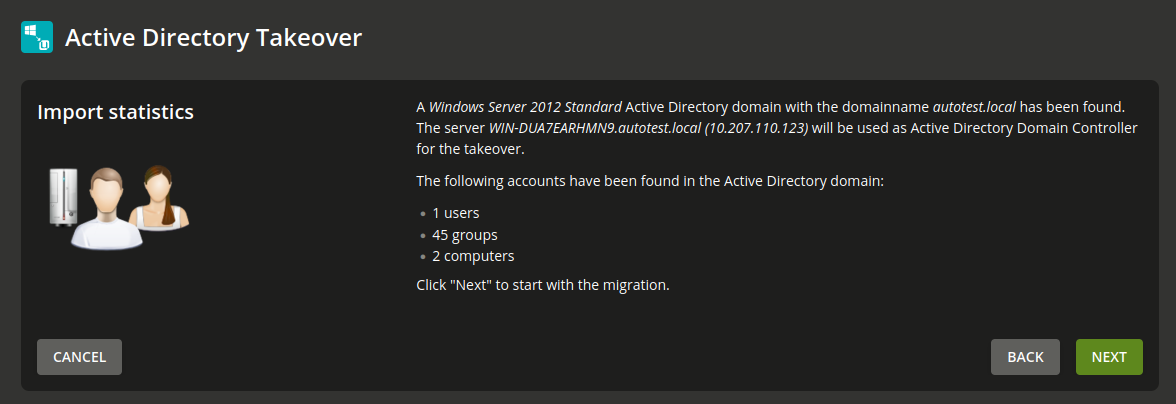 Active Directory Takeover
Import statistics
A Windows Server 2012 Standard Active Directory domain with the domainname autotest.local has been found.
The server WIN-DUA7EARHMN9.autotest.local (10.207.110.123) will be used as Active Directory Domain Controller
for the takeover.
The following accounts have been found in the Active Directory domain:
• 1 users
• 45 groups
• 2 computers
Click "Next" to start with the migration.
CANCEL
BACK
NEXT